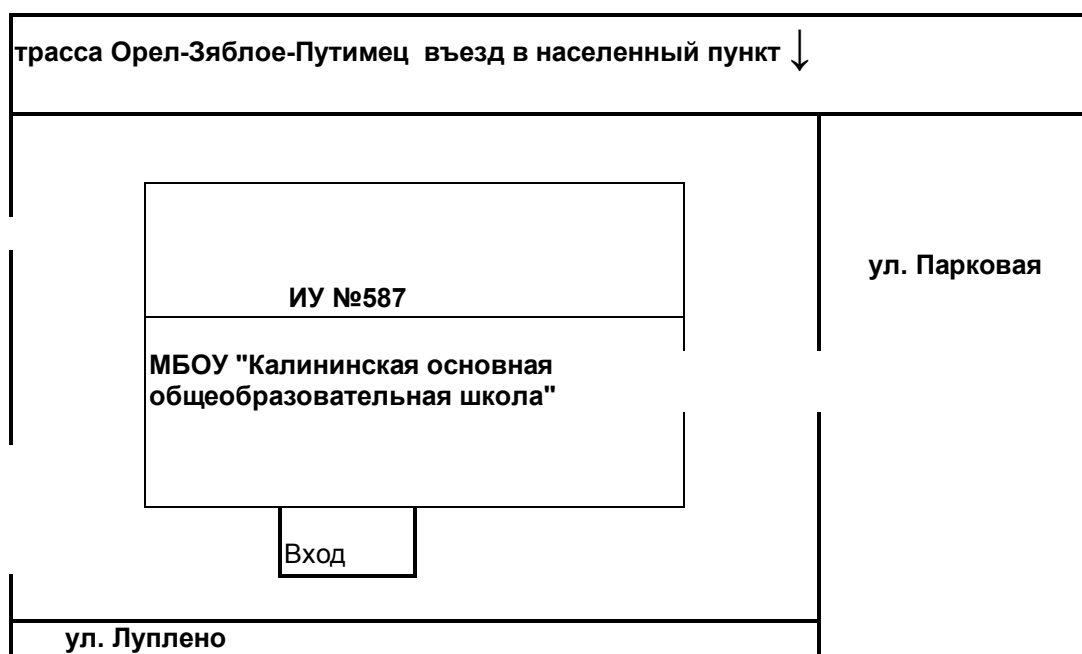 трасса Орел-Зяблое-Путимец въезд в населенный пункт ↓
ул. Парковая
ИУ №587
МБОУ "Калининская основная
общеобразовательная школа"
Вход
ул. Луплено